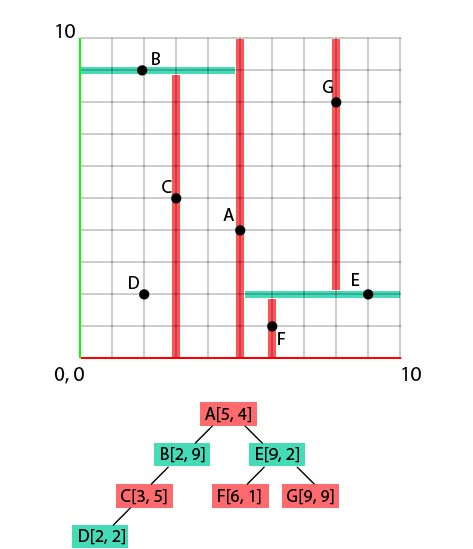 10
B
G
C
A
D
E
F
0, 0
10
A[5, 4]
B[2, 9] E[9, 2]
C[3, 5] F[6, 1] G[9, 9]
D[2, 2]